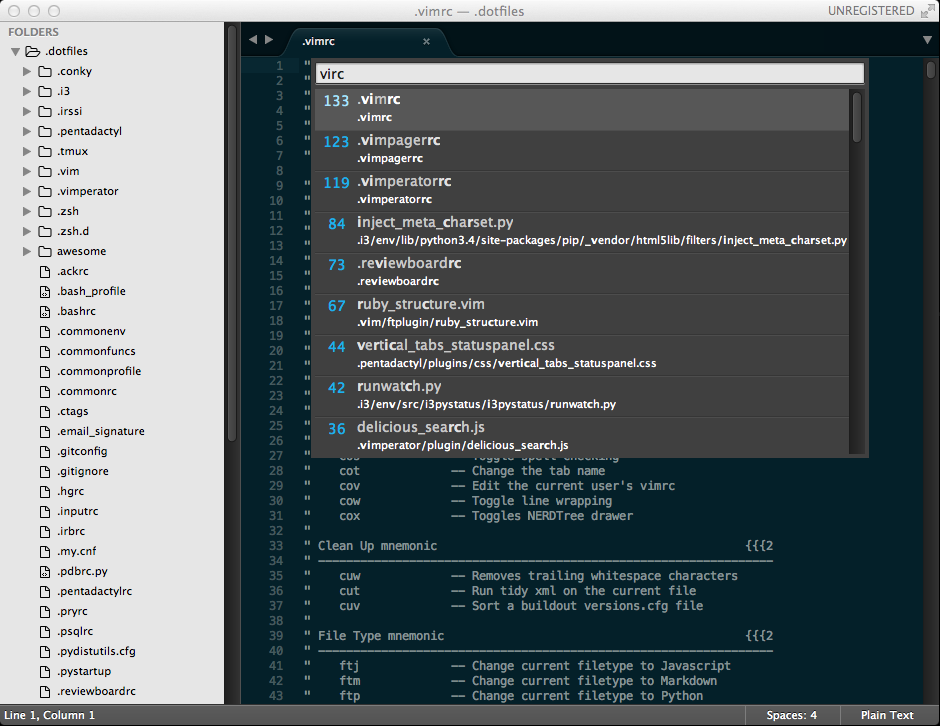 .vimrc — .dotfiles
UNREGISTERED
FOLDERS
.dotfiles
.conky
.i3
.irssi
.pentadactyl
.tmux
.vim
.vimperator
.zsh
.zsh.d
awesome
.ackrc
.bash_profile
.bashrc
.commonenv
.commonfuncs
.commonprofile
.commonrc
.ctags
.email_signature
.gitconfig
.gitignore
.hgrc
.inputrc
.irbrc
.my.cnf
.pdbrc.py
.pentadactylrc
.pryrc
.psqlrc
.pydistutils.cfg
.pystartup
.reviewboardrc
.vimrc ×
virc
133 .vimrc
.vimrc
123 .vimpagerrc
.vimpagerrc
119 .vimperatorrc
.vimperatorrc
84 inject_meta_charset.py
.i3/env/lib/python3.4/site-packages/pip/_vendor/html5lib/filters/inject_meta_charset.py
73 .reviewboardrc
.reviewboardrc
67 ruby_structure.vim
.vim/ftplugin/ruby_structure.vim
44 vertical_tabs_statuspanel.css
.pentadactyl/plugins/css/vertical_tabs_statuspanel.css
42 runwatch.py
.i3/env/src/i3pystatus/i3pystatus/runwatch.py
36 delicious_search.js
.vimperator/plugin/delicious_search.js
1 "
2 "
3 "
4 "
5 "
6 "
7 "
8
9 "
10 "
11 "
12 "
13 "
14 "
15 "
16 "
17 "
18 "
19 "
20 "
21 "
22 "
23 "
24 "
25 "
26 "
27 " cos -- Toggle spell checking
28 " cot -- Change the tab name
29 " cov -- Edit the current user's vimrc
30 " cow -- Toggle line wrapping
31 " cox -- Toggles NERDTree drawer
32 "
33 " Clean Up mnemonic {{{2
34 " -----------------------------------------------------------------
35 " cuw -- Removes trailing whitespace characters
36 " cut -- Run tidy xml on the current file
37 " cuv -- Sort a buildout versions.cfg file
38 "
39 " File Type mnemonic {{{2
40 " -----------------------------------------------------------------
41 " ftj -- Change current filetype to Javascript
42 " ftm -- Change current filetype to Markdown
43 " ftp -- Change current filetype to Python
Line 1, Column 1
Spaces: 4
Plain Text